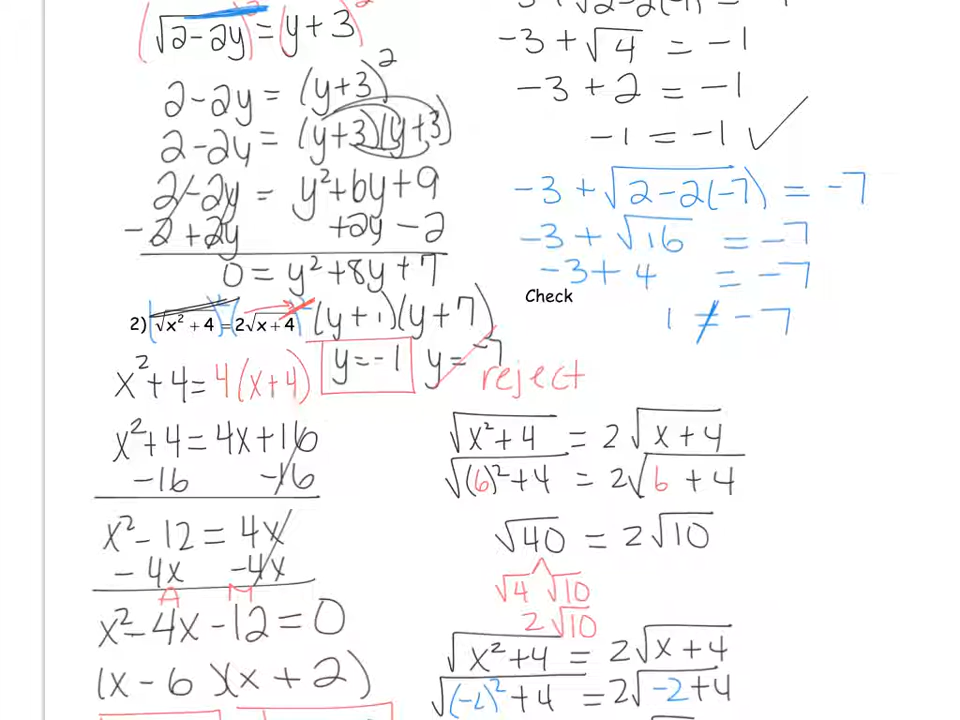 (√2-2y)² = (y+3)²
2-2y = (y+3)²
2-2y = (y+3)(y+3)
2-2y = y²+6y+9
-2+2y +2y-2
0 = y²+8y+7
(y+1)(y+7)
y=-1 y=-7 reject
-3+√4 = -1
-3+2 = -1
-1 = -1 ✓
-3+√2-2(-7) = -7
-3+√16 = -7
-3+4 = -7
Check
1 ≠ -7
2) (√x²+4)² = (2√x+4)²
x²+4 = 4(x+4)
x²+4 = 4x+16
-16 -16
x²-12 = 4x
-4x -4x
A M
x²-4x-12 = 0
(x-6)(x+2)
√x²+4 = 2√x+4
√(6)²+4 = 2√6+4
√40 = 2√10
√4 √10
2√10
√x²+4 = 2√x+4
√(-2)²+4 = 2√-2+4